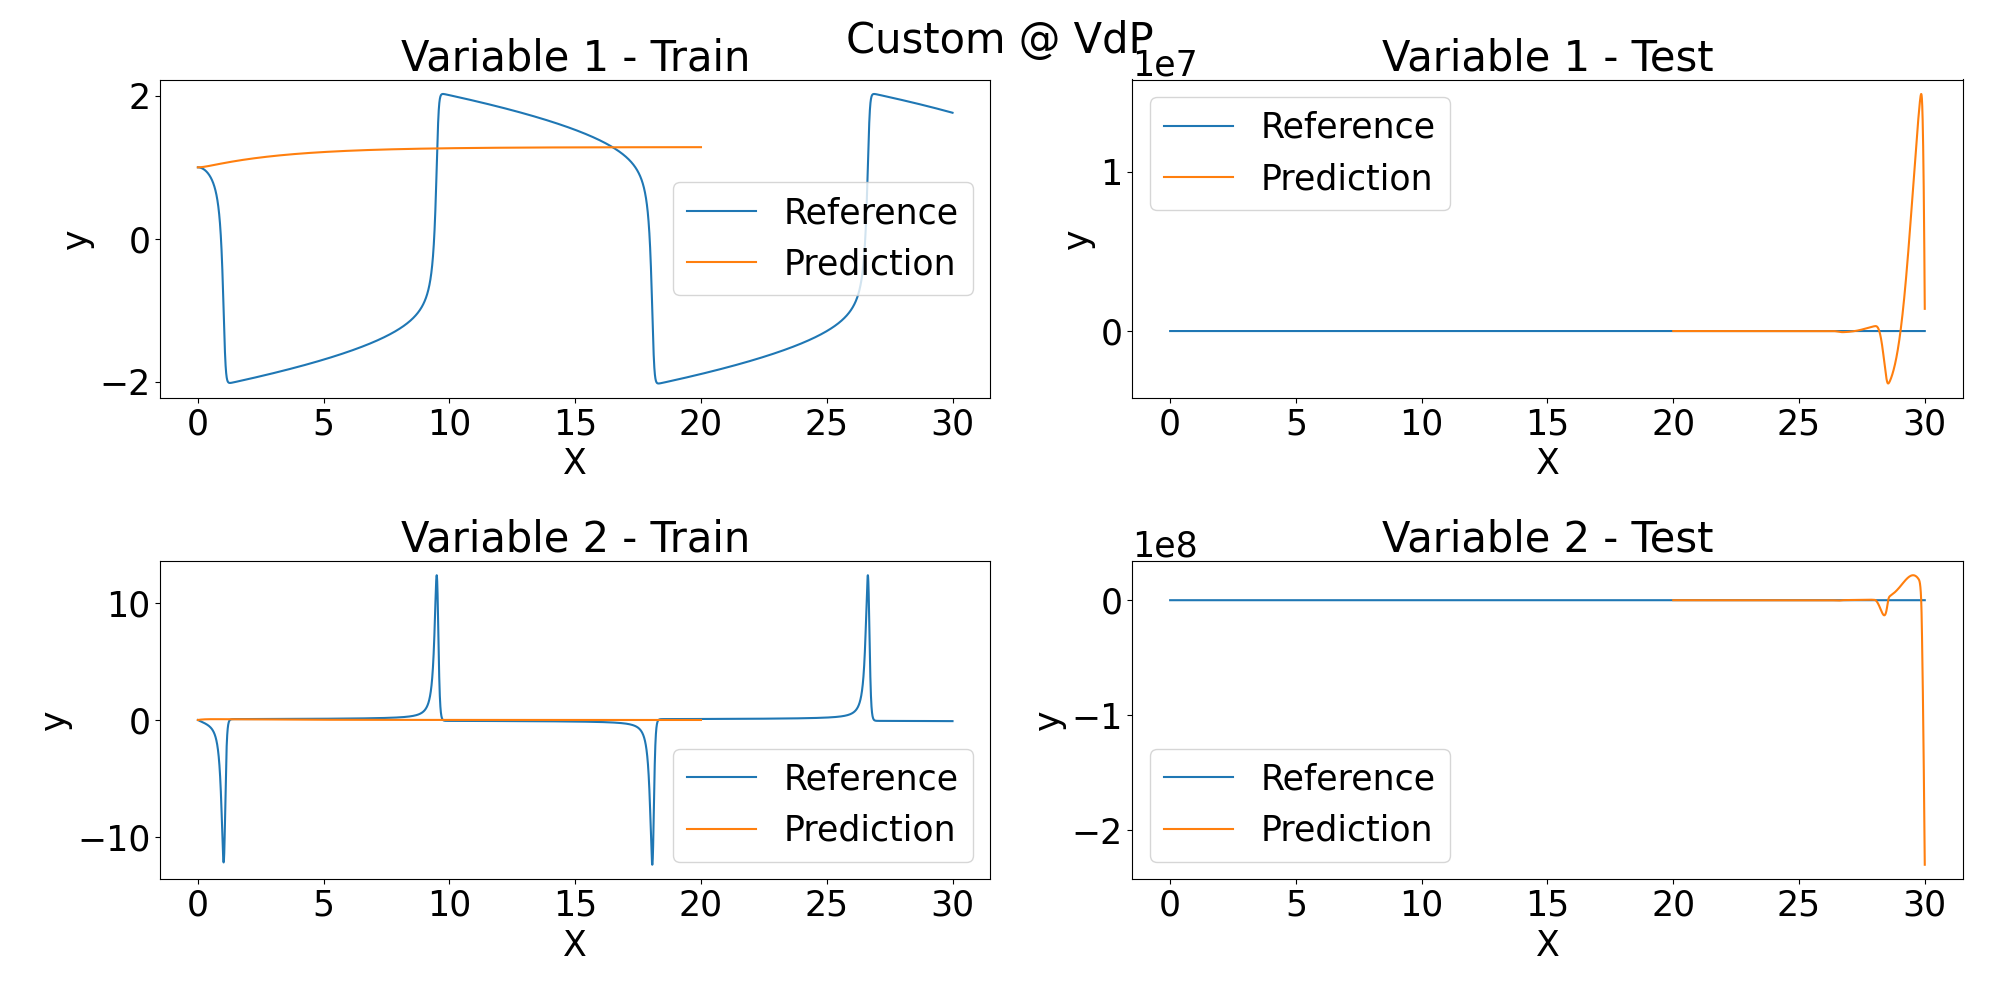 Custom @ VdP
Variable 1 - Train
2
0
−2
y
0 5 10 15 20 25 30
X
Reference
Prediction
Variable 1 - Test
1e7
1
0
y
0 5 10 15 20 25 30
X
Reference
Prediction
Variable 2 - Train
10
0
−10
y
0 5 10 15 20 25 30
X
Reference
Prediction
Variable 2 - Test
1e8
0
−1
−2
y
0 5 10 15 20 25 30
X
Reference
Prediction